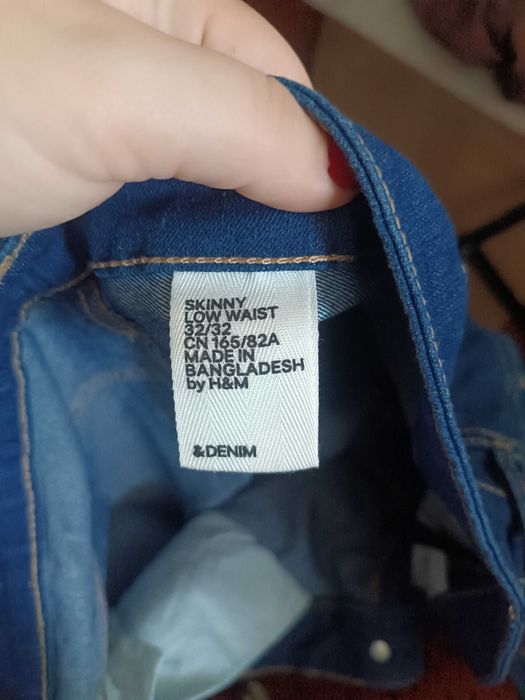 SKINNY
LOW WAIST
32/32
CN 165/82A
MADE IN
BANGLADESH
by H&M
&DENIM